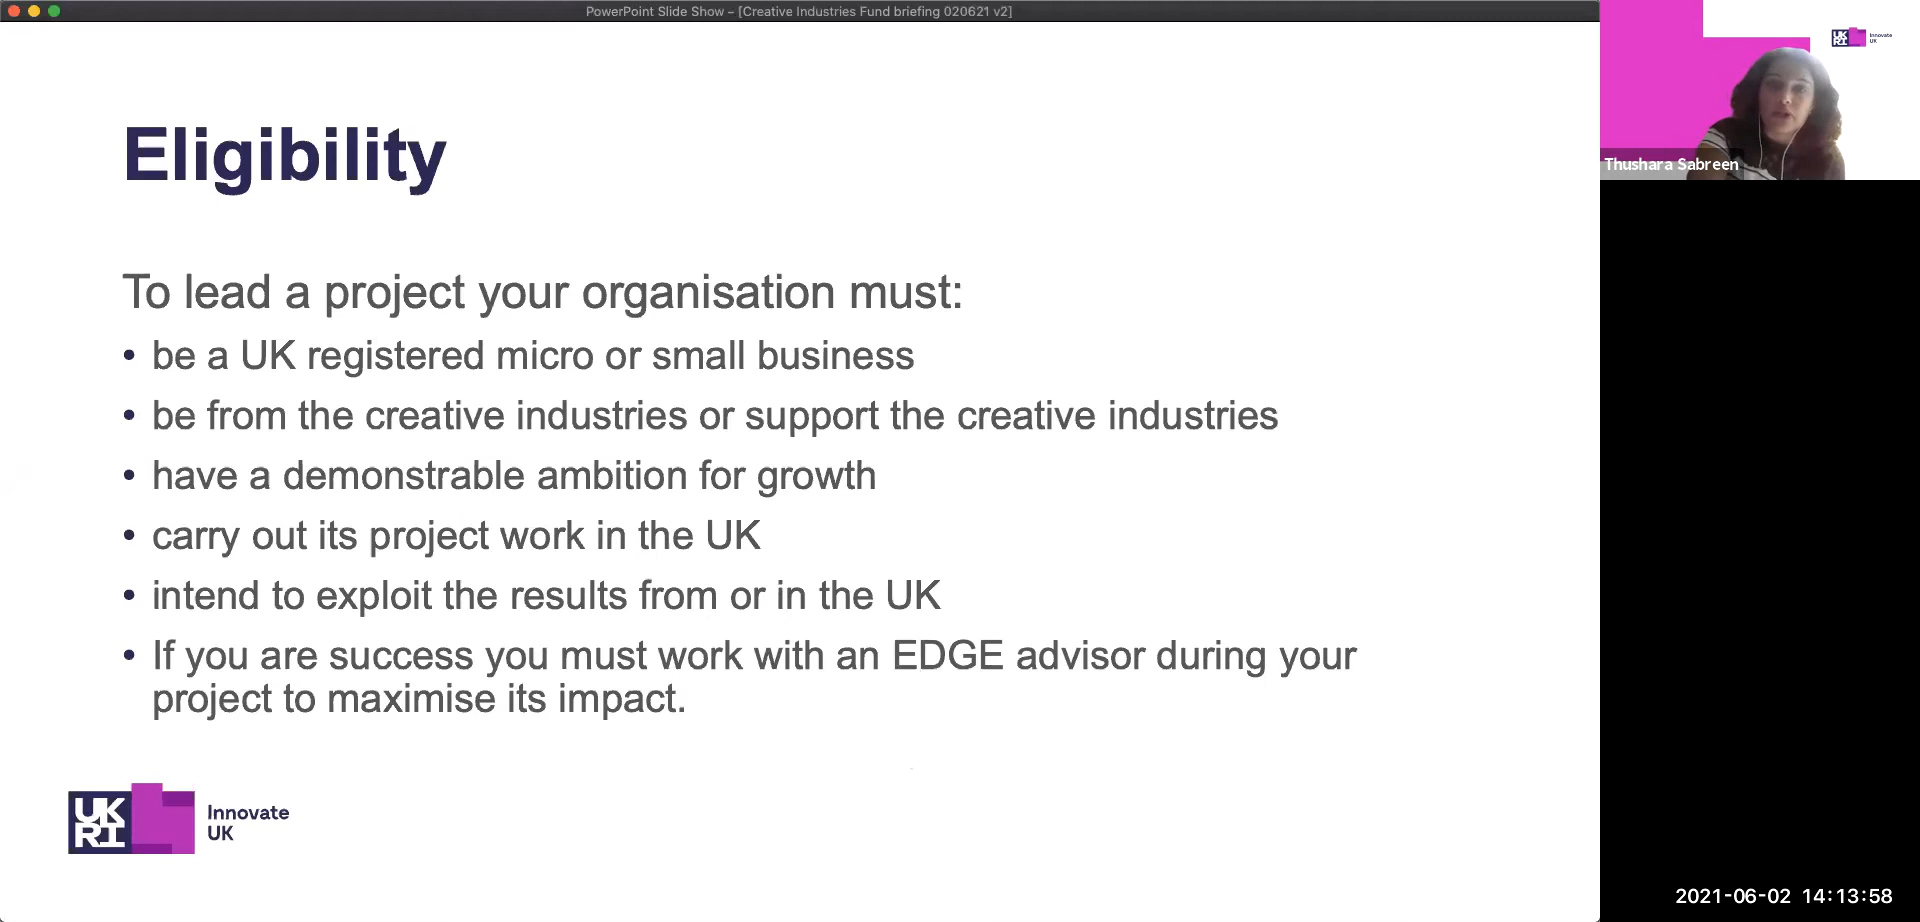 PowerPoint Slide Show – [Creative Industries Fund briefing 020621 v2]
Eligibility
To lead a project your organisation must:
• be a UK registered micro or small business
• be from the creative industries or support the creative industries
• have a demonstrable ambition for growth
• carry out its project work in the UK
• intend to exploit the results from or in the UK
• If you are success you must work with an EDGE advisor during your
project to maximise its impact.
UK
RI
Innovate
UK
UK
RI
Innovate
UK
Thushara Sabreen
2021-06-02 14:13:58